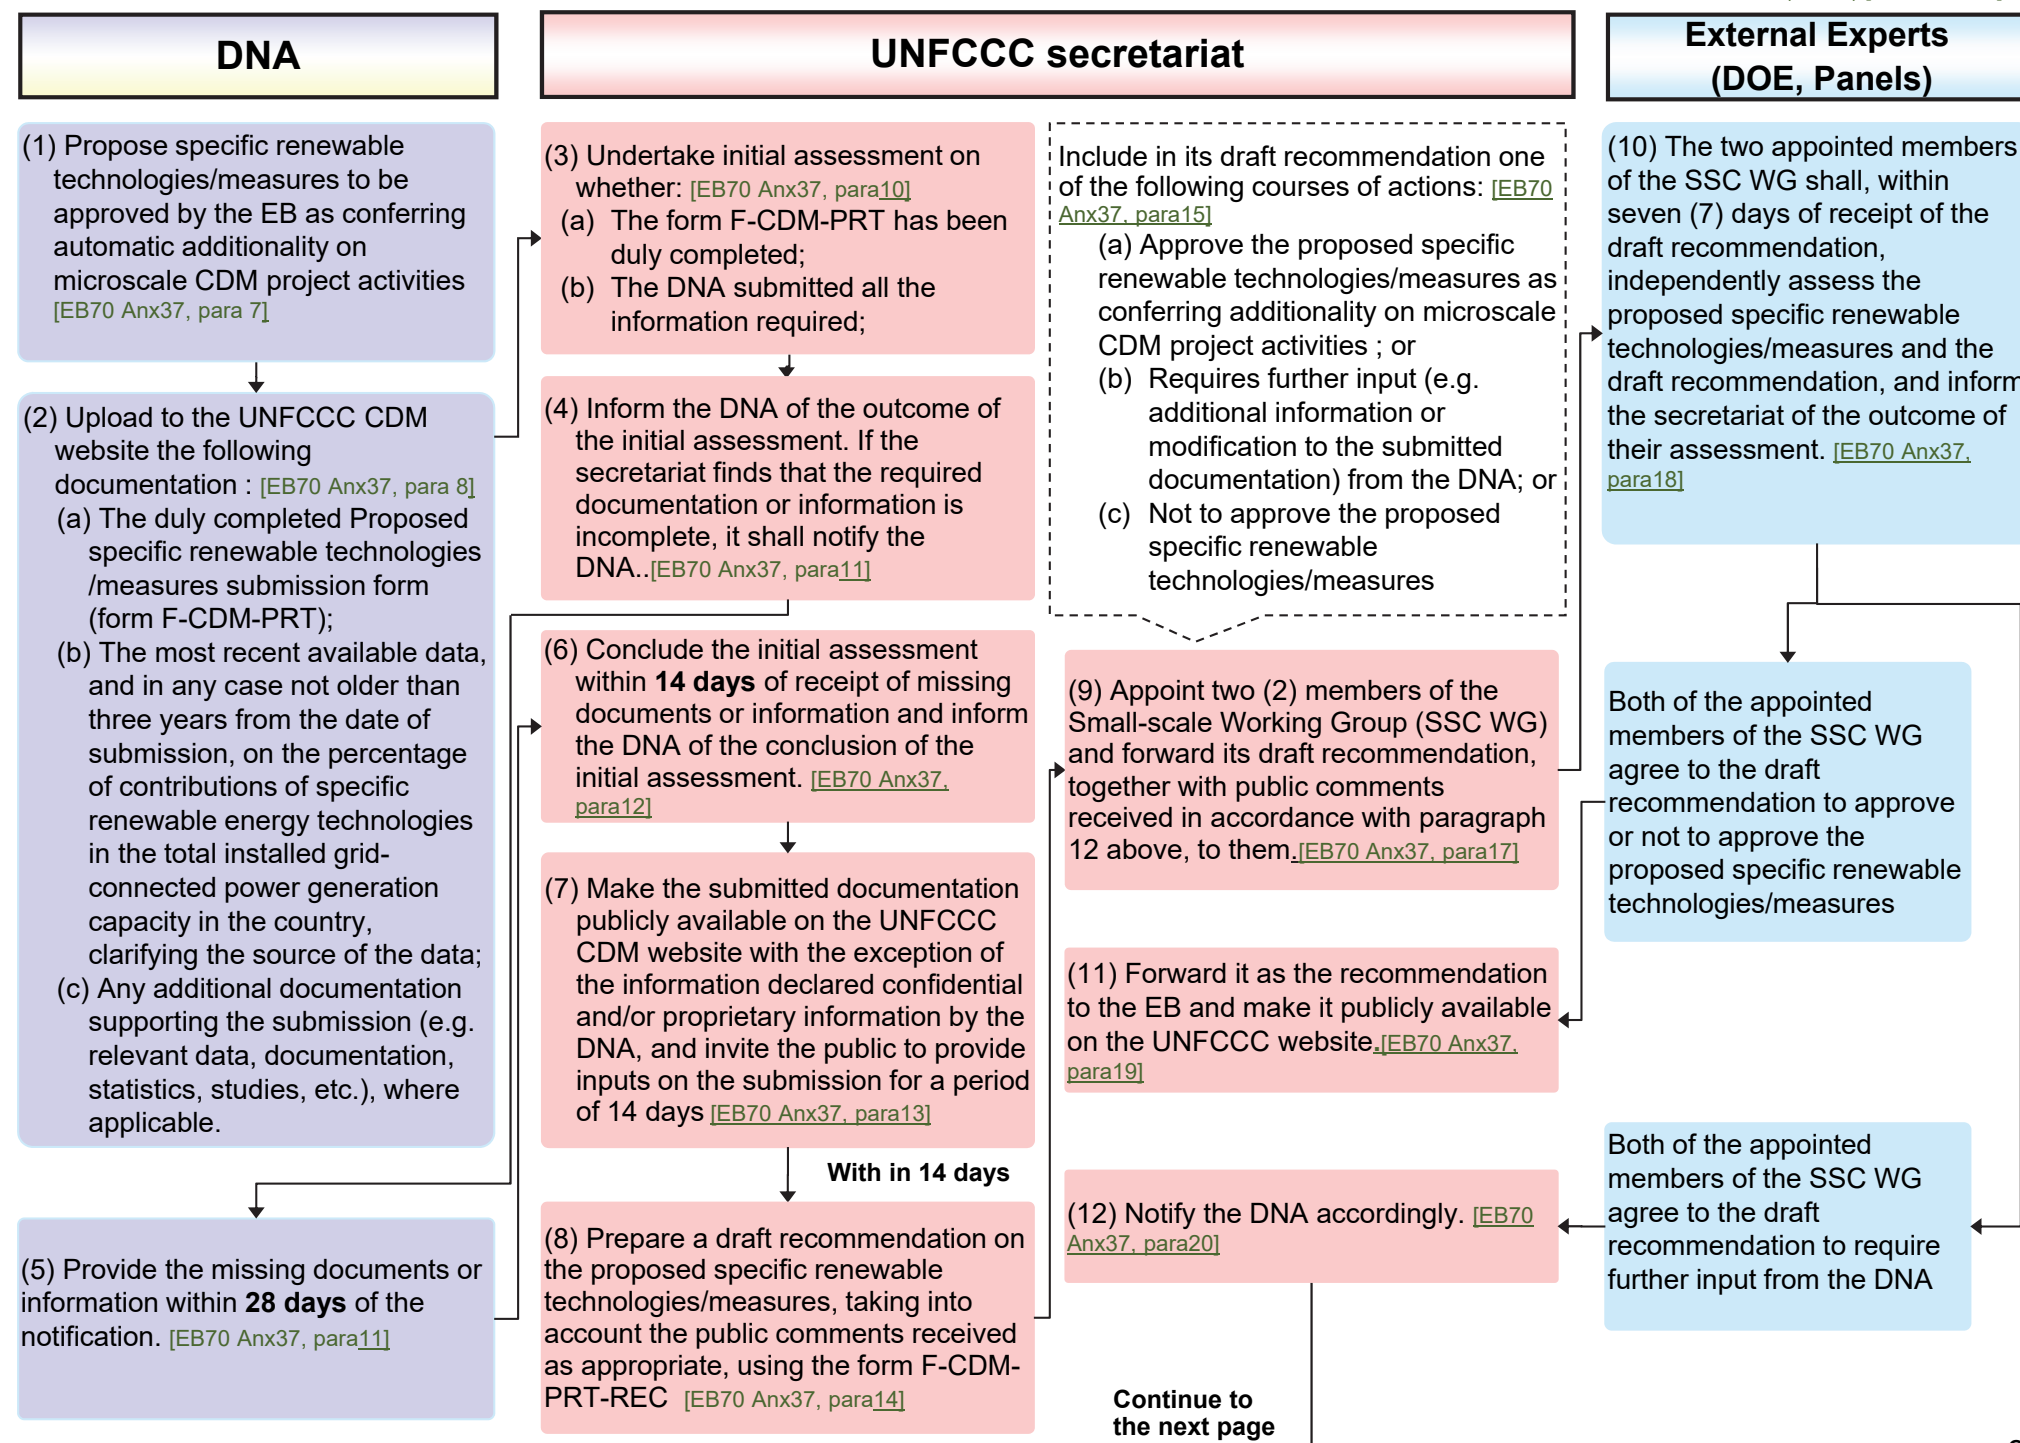 DNA
UNFCCC secretariat
External Experts
(DOE, Panels)
(1) Propose specific renewable
technologies/measures to be
approved by the EB as conferring
automatic additionality on
microscale CDM project activities
[EB70 Anx37, para 7]
(2) Upload to the UNFCCC CDM
website the following
documentation : [EB70 Anx37, para 8]
(a) The duly completed Proposed
specific renewable technologies
/measures submission form
(form F-CDM-PRT);
(b) The most recent available data,
and in any case not older than
three years from the date of
submission, on the percentage
of contributions of specific
renewable energy technologies
in the total installed grid-
connected power generation
capacity in the country,
clarifying the source of the data;
(c) Any additional documentation
supporting the submission (e.g.
relevant data, documentation,
statistics, studies, etc.), where
applicable.
(5) Provide the missing documents or
information within 28 days of the
notification. [EB70 Anx37, para11]
(3) Undertake initial assessment on
whether: [EB70 Anx37, para10]
(a) The form F-CDM-PRT has been
duly completed;
(b) The DNA submitted all the
information required;
(4) Inform the DNA of the outcome of
the initial assessment. If the
secretariat finds that the required
documentation or information is
incomplete, it shall notify the
DNA..[EB70 Anx37, para11]
(6) Conclude the initial assessment
within 14 days of receipt of missing
documents or information and inform
the DNA of the conclusion of the
initial assessment. [EB70 Anx37,
para12]
(7) Make the submitted documentation
publicly available on the UNFCCC
CDM website with the exception of
the information declared confidential
and/or proprietary information by the
DNA, and invite the public to provide
inputs on the submission for a period
of 14 days [EB70 Anx37, para13]
With in 14 days
(8) Prepare a draft recommendation on
the proposed specific renewable
technologies/measures, taking into
account the public comments received
as appropriate, using the form F-CDM-
PRT-REC [EB70 Anx37, para14]
Include in its draft recommendation one
of the following courses of actions: [EB70
Anx37, para15]
(a) Approve the proposed specific
renewable technologies/measures as
conferring additionality on microscale
CDM project activities ; or
(b) Requires further input (e.g.
additional information or
modification to the submitted
documentation) from the DNA; or
(c) Not to approve the proposed
specific renewable
technologies/measures
(9) Appoint two (2) members of the
Small-scale Working Group (SSC WG)
and forward its draft recommendation,
together with public comments
received in accordance with paragraph
12 above, to them.[EB70 Anx37, para17]
(11) Forward it as the recommendation
to the EB and make it publicly available
on the UNFCCC website.[EB70 Anx37,
para19]
(12) Notify the DNA accordingly. [EB70
Anx37, para20]
Continue to
the next page
(10) The two appointed members
of the SSC WG shall, within
seven (7) days of receipt of the
draft recommendation,
independently assess the
proposed specific renewable
technologies/measures and the
draft recommendation, and inform
the secretariat of the outcome of
their assessment. [EB70 Anx37,
para18]
Both of the appointed
members of the SSC WG
agree to the draft
recommendation to approve
or not to approve the
proposed specific renewable
technologies/measures
Both of the appointed
members of the SSC WG
agree to the draft
recommendation to require
further input from the DNA